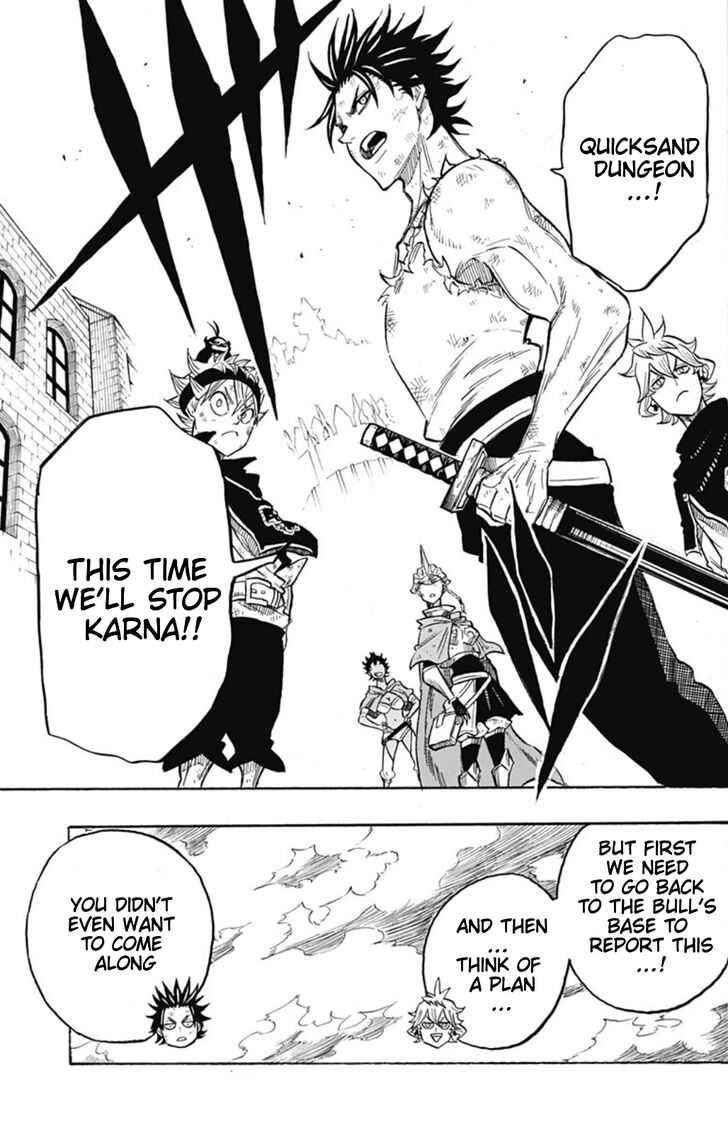 QUICKSAND
DUNGEON
...!
THIS TIME
WE'LL STOP
KARNA!!
BUT FIRST
WE NEED
TO GO BACK
TO THE BULL'S
BASE TO
REPORT THIS
...!
AND THEN
...
THINK OF
A PLAN
...
YOU DIDN'T
EVEN WANT
TO COME
ALONG